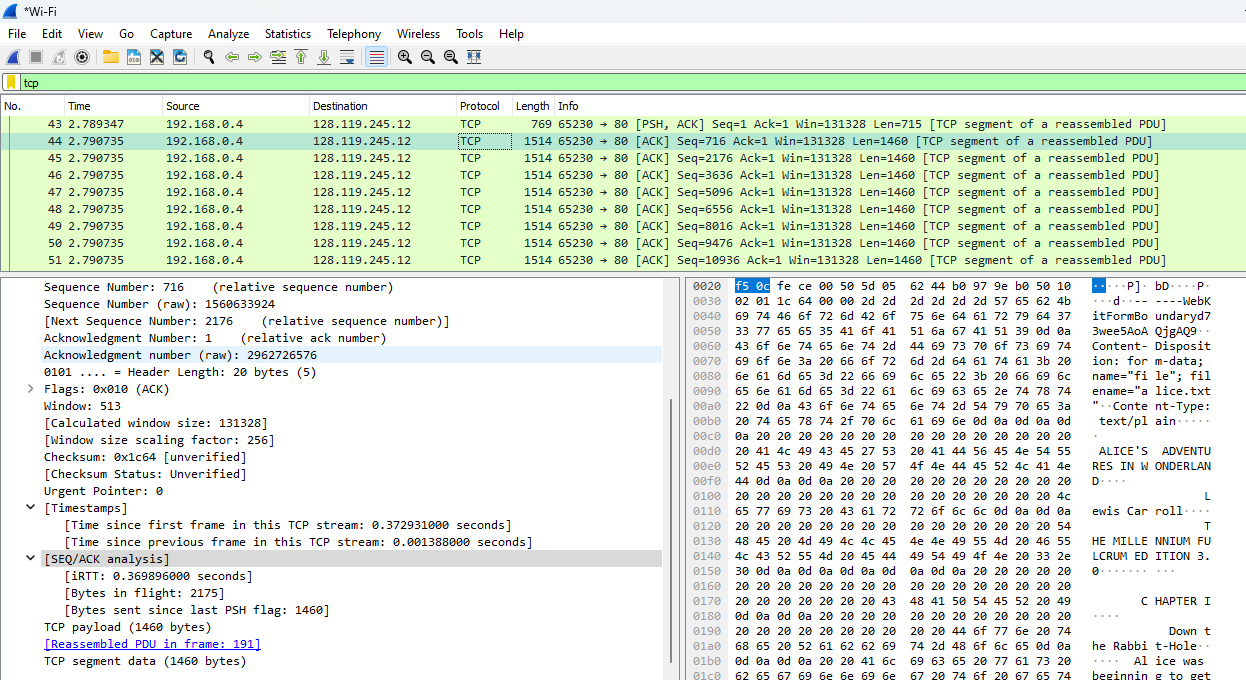 *Wi-Fi
File Edit View Go Capture Analyze Statistics Telephony Wireless Tools Help
tcp
No. Time Source Destination Protocol Length Info
43 2.789347 192.168.0.4 128.119.245.12 TCP 769 65230 → 80 [PSH, ACK] Seq=1 Ack=1 Win=131328 Len=715 [TCP segment of a reassembled PDU]
44 2.790735 192.168.0.4 128.119.245.12 TCP 1514 65230 → 80 [ACK] Seq=716 Ack=1 Win=131328 Len=1460 [TCP segment of a reassembled PDU]
45 2.790735 192.168.0.4 128.119.245.12 TCP 1514 65230 → 80 [ACK] Seq=2176 Ack=1 Win=131328 Len=1460 [TCP segment of a reassembled PDU]
46 2.790735 192.168.0.4 128.119.245.12 TCP 1514 65230 → 80 [ACK] Seq=3636 Ack=1 Win=131328 Len=1460 [TCP segment of a reassembled PDU]
47 2.790735 192.168.0.4 128.119.245.12 TCP 1514 65230 → 80 [ACK] Seq=5096 Ack=1 Win=131328 Len=1460 [TCP segment of a reassembled PDU]
48 2.790735 192.168.0.4 128.119.245.12 TCP 1514 65230 → 80 [ACK] Seq=6556 Ack=1 Win=131328 Len=1460 [TCP segment of a reassembled PDU]
49 2.790735 192.168.0.4 128.119.245.12 TCP 1514 65230 → 80 [ACK] Seq=8016 Ack=1 Win=131328 Len=1460 [TCP segment of a reassembled PDU]
50 2.790735 192.168.0.4 128.119.245.12 TCP 1514 65230 → 80 [ACK] Seq=9476 Ack=1 Win=131328 Len=1460 [TCP segment of a reassembled PDU]
51 2.790735 192.168.0.4 128.119.245.12 TCP 1514 65230 → 80 [ACK] Seq=10936 Ack=1 Win=131328 Len=1460 [TCP segment of a reassembled PDU]
Sequence Number: 716 (relative sequence number)
Sequence Number (raw): 1560633924
[Next Sequence Number: 2176 (relative sequence number)]
Acknowledgment Number: 1 (relative ack number)
Acknowledgment number (raw): 2962726576
0101 .... = Header Length: 20 bytes (5)
Flags: 0x010 (ACK)
Window: 513
[Calculated window size: 131328]
[Window size scaling factor: 256]
Checksum: 0x1c64 [unverified]
[Checksum Status: Unverified]
Urgent Pointer: 0
[Timestamps]
[Time since first frame in this TCP stream: 0.372931000 seconds]
[Time since previous frame in this TCP stream: 0.001388000 seconds]
[SEQ/ACK analysis]
[iRTT: 0.369896000 seconds]
[Bytes in flight: 2175]
[Bytes sent since last PSH flag: 1460]
TCP payload (1460 bytes)
[Reassembled PDU in frame: 191]
TCP segment data (1460 bytes)
0020 f5 0c fe ce 00 50 5d 05 62 44 b0 97 9e b0 50 10 ·····P]· bD····P·
0030 02 01 1c 64 00 00 2d 2d 2d 2d 2d 2d 57 65 62 4b ···d··-- ----WebK
0040 69 74 46 6f 72 6d 42 6f 75 6e 64 61 72 79 64 37 itFormBo undaryd7
0050 33 77 65 65 35 41 6f 41 51 6a 67 41 51 39 0d 0a 3wee5AoA QjgAQ9··
0060 43 6f 6e 74 65 6e 74 2d 44 69 73 70 6f 73 69 74 Content- Disposit
0070 69 6f 6e 3a 20 66 6f 72 6d 2d 64 61 74 61 3b 20 ion: for m-data;
0080 6e 61 6d 65 3d 22 66 69 6c 65 22 3b 20 66 69 6c name="fi le"; fil
0090 65 6e 61 6d 65 3d 22 61 6c 69 63 65 2e 74 78 74 ename="a lice.txt
00a0 22 0d 0a 43 6f 6e 74 65 6e 74 2d 54 79 70 65 3a "··Conte nt-Type:
00b0 20 74 65 78 74 2f 70 6c 61 69 6e 0d 0a 0d 0a 0d text/pl ain·····
00c0 0a 20 20 20 20 20 20 20 20 20 20 20 20 20 20 20 ·
00d0 20 41 4c 49 43 45 27 53 20 41 44 56 45 4e 54 55 ALICE'S ADVENTU
00e0 52 45 53 20 49 4e 20 57 4f 4e 44 45 52 4c 41 4e RES IN W ONDERLAN
00f0 44 0d 0a 0d 0a 20 20 20 20 20 20 20 20 20 20 20 D····
0100 20 20 20 20 20 20 20 20 20 20 20 20 20 20 20 4c L
0110 65 77 69 73 20 43 61 72 72 6f 6c 6c 0d 0a 0d 0a ewis Car roll····
0120 20 20 20 20 20 20 20 20 20 20 20 20 20 20 20 54 T
0130 48 45 20 4d 49 4c 4c 45 4e 4e 49 55 4d 20 46 55 HE MILLE NNIUM FU
0140 4c 43 52 55 4d 20 45 44 49 54 49 4f 4e 20 33 2e LCRUM ED ITION 3.
0150 30 0d 0a 0d 0a 0d 0a 0d 0a 0d 0a 20 20 20 20 20 0······· ···
0160 20 20 20 20 20 20 20 20 20 20 20 20 20 20 20 20
0170 20 20 20 20 20 20 20 43 48 41 50 54 45 52 20 49 C HAPTER I
0180 0d 0a 0d 0a 20 20 20 20 20 20 20 20 20 20 20 20 ····
0190 20 20 20 20 20 20 20 20 20 20 44 6f 77 6e 20 74 Down t
01a0 68 65 20 52 61 62 62 69 74 2d 48 6f 6c 65 0d 0a he Rabbi t-Hole··
01b0 0d 0a 0d 0a 20 20 41 6c 69 63 65 20 77 61 73 20 ···· Al ice was
01c0 62 65 67 69 6e 6e 69 6e 67 20 74 6f 20 67 65 74 beginnin g to get